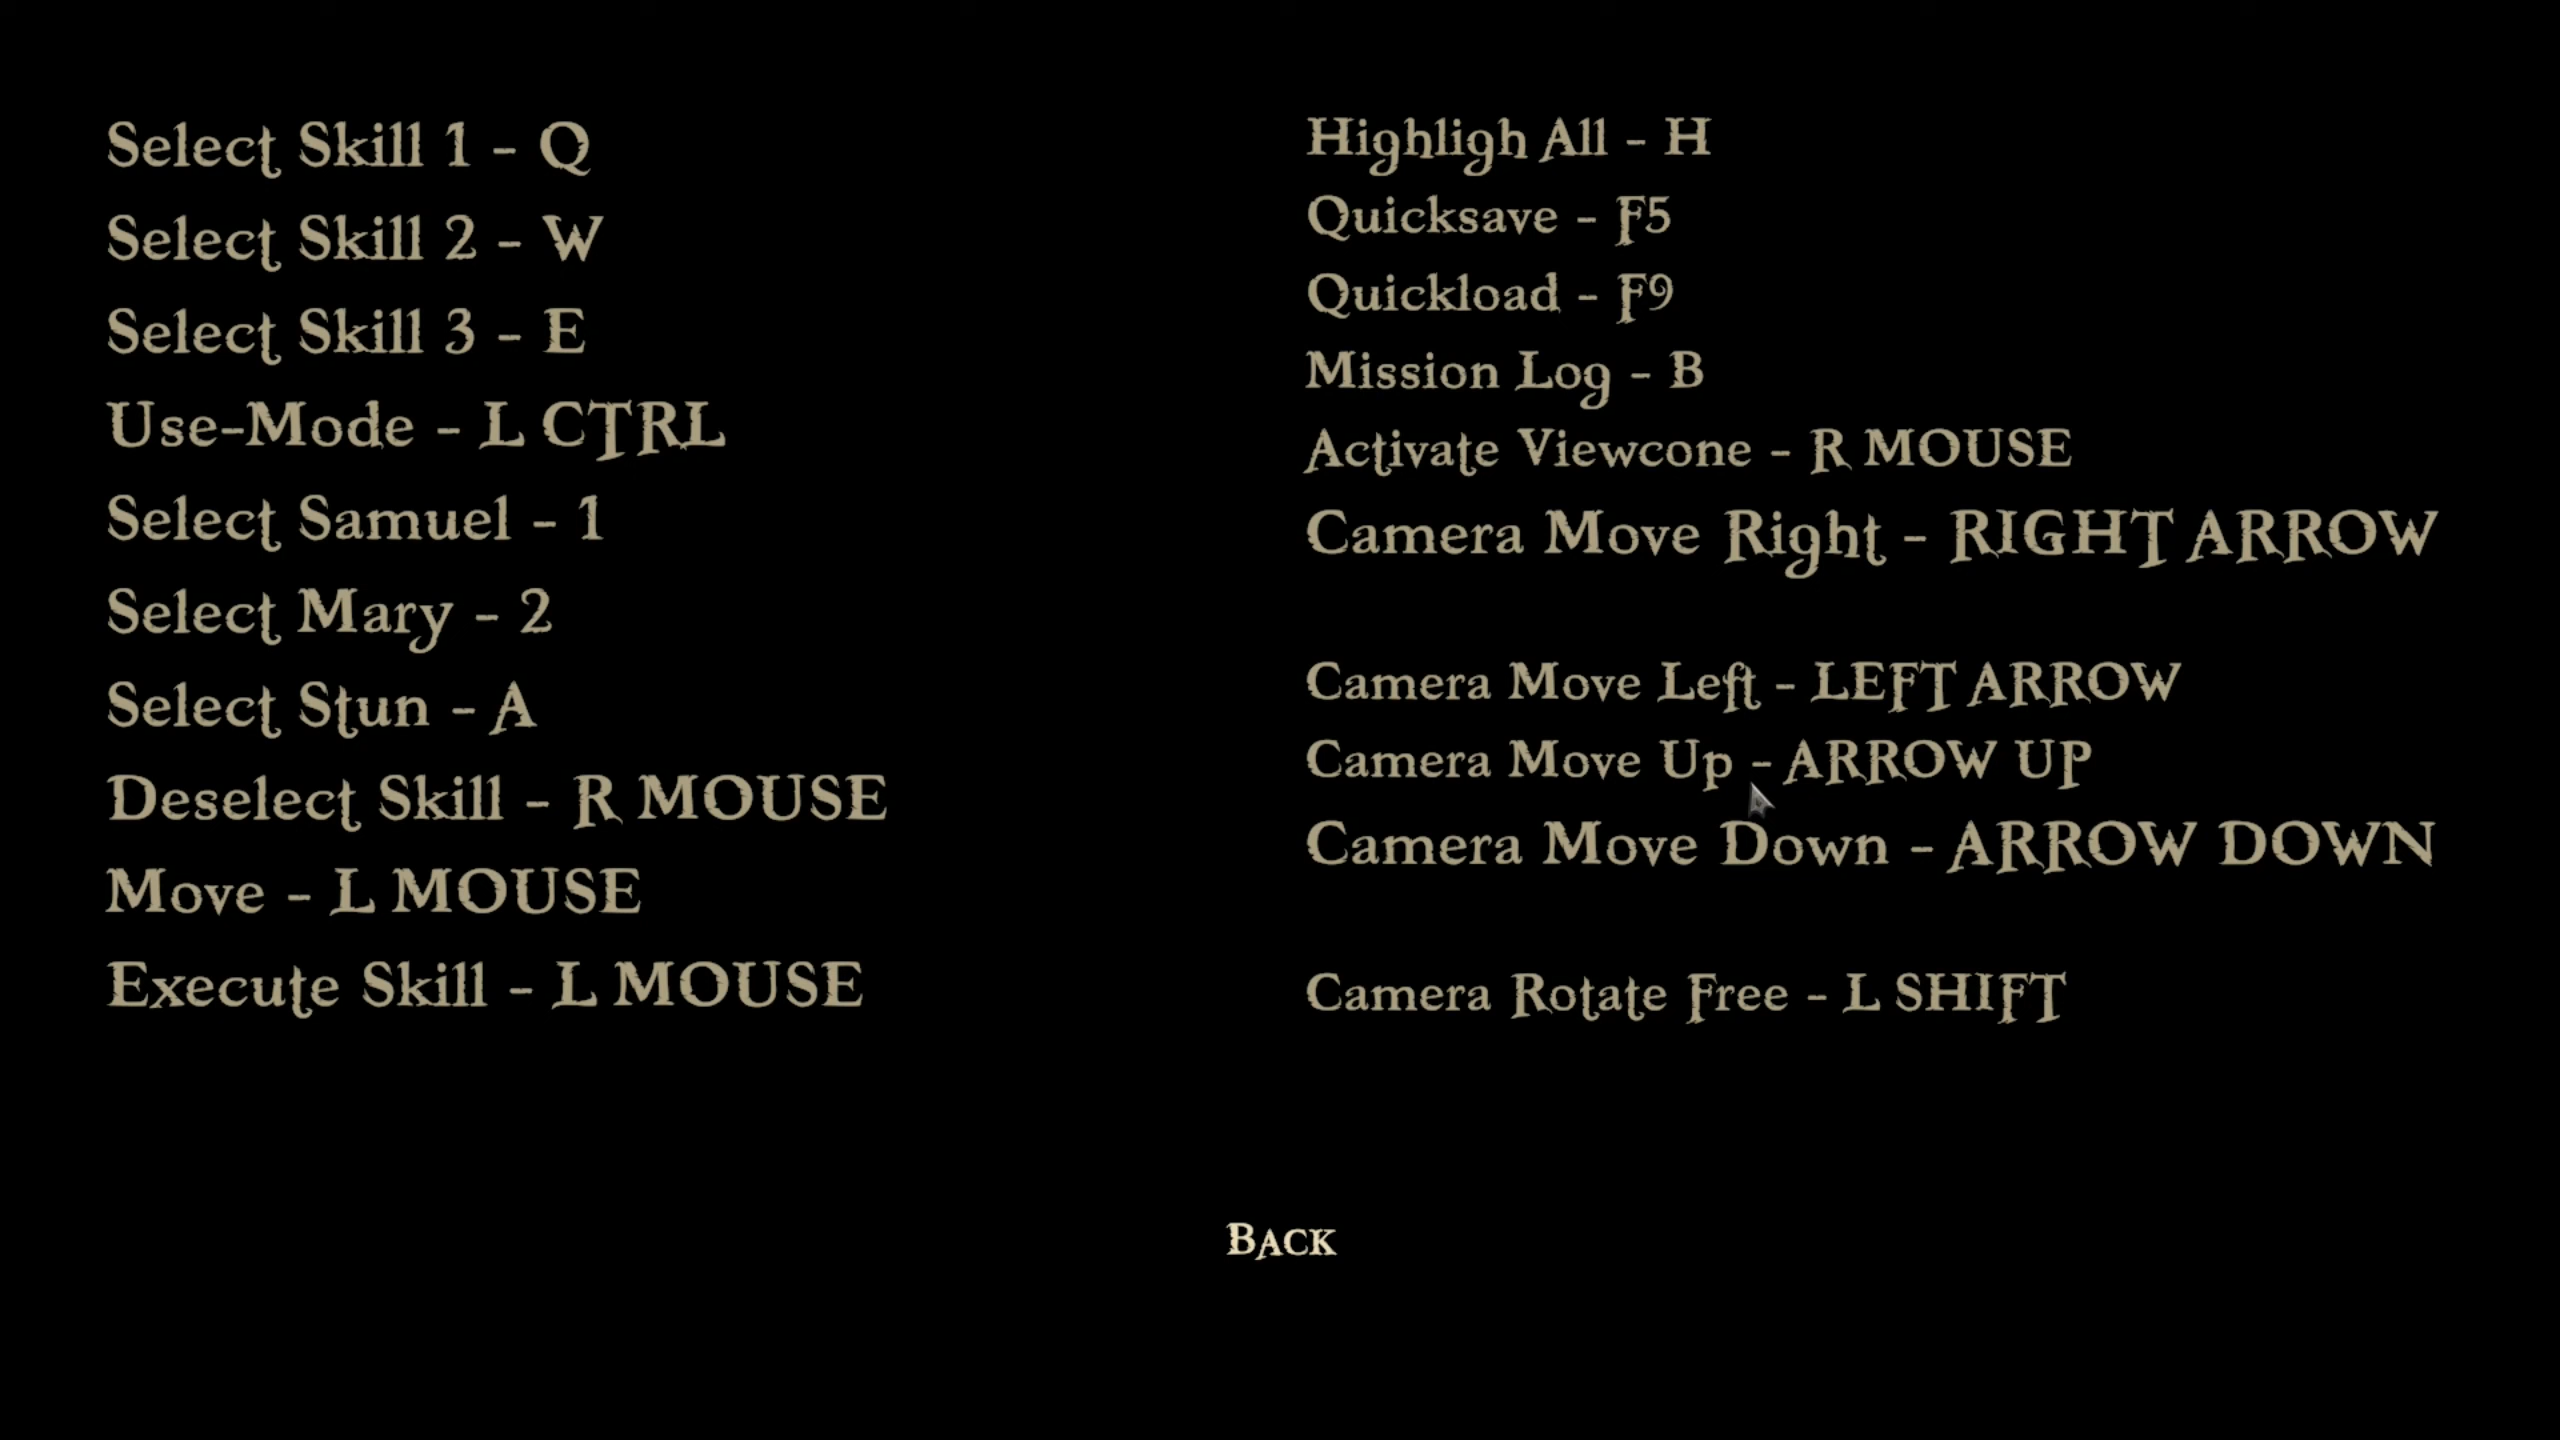 Select Skill 1 - Q
Select Skill 2 - W
Select Skill 3 - E
Use-Mode - L CTRL
Select Samuel - 1
Select Mary - 2
Select Stun - A
Deselect Skill - R MOUSE
Move - L MOUSE
Execute Skill - L MOUSE
Highligh All - H
Quicksave - F5
Quickload - F9
Mission Log - B
Activate Viewcone - R MOUSE
Camera Move Right - RIGHT ARROW
Camera Move Left - LEFT ARROW
Camera Move Up - ARROW UP
Camera Move Down - ARROW DOWN
Camera Rotate Free - L SHIFT
BACK